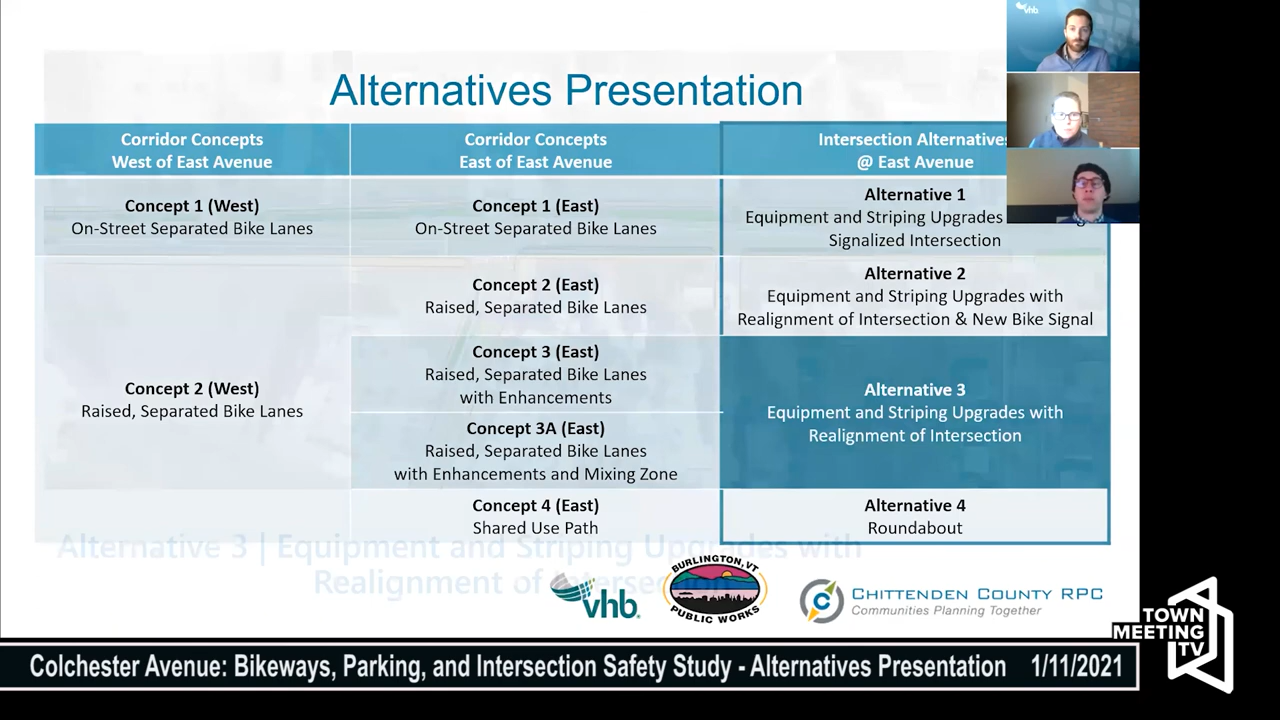 vhb
Alternatives Presentation
Corridor Concepts
West of East Avenue
Corridor Concepts
East of East Avenue
Intersection Alternatives
@ East Avenue
Concept 1 (West)
On-Street Separated Bike Lanes
Concept 1 (East)
On-Street Separated Bike Lanes
Alternative 1
Equipment and Striping Upgrades
Signalized Intersection
Concept 2 (East)
Raised, Separated Bike Lanes
Alternative 2
Equipment and Striping Upgrades with
Realignment of Intersection & New Bike Signal
Concept 2 (West)
Raised, Separated Bike Lanes
Concept 3 (East)
Raised, Separated Bike Lanes
with Enhancements
Concept 3A (East)
Raised, Separated Bike Lanes
with Enhancements and Mixing Zone
Alternative 3
Equipment and Striping Upgrades with
Realignment of Intersection
Concept 4 (East)
Shared Use Path
Alternative 4
Roundabout
Alternative 3 | Equipment and Striping Upgrades with
Realignment of Intersection
vhb
BURLINGTON, VT
PUBLIC WORKS
C
CHITTENDEN COUNTY RPC
Communities Planning Together
TOWN
MEETING
TV
Colchester Avenue: Bikeways, Parking, and Intersection Safety Study - Alternatives Presentation 1/11/2021